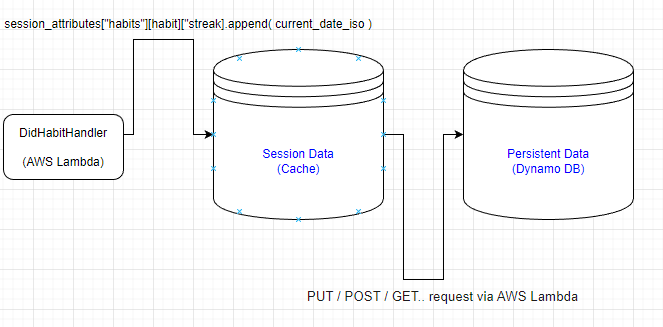 session_attributes["habits"][habit]["streak].append( current_date_iso )
DidHabitHandler
(AWS Lambda)
Session Data
(Cache)
Persistent Data
(Dynamo DB)
PUT / POST / GET.. request via AWS Lambda